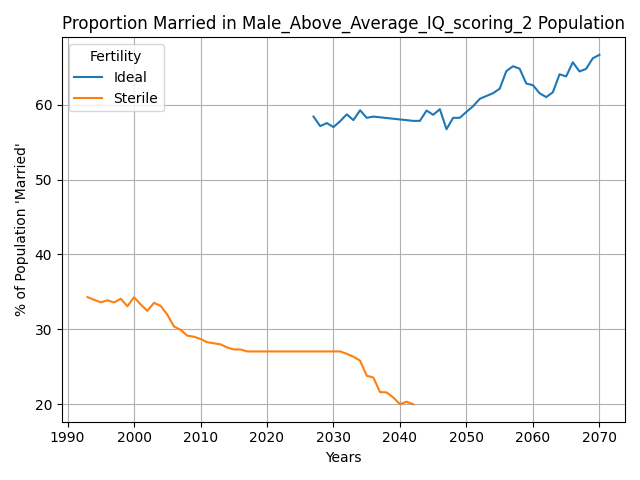 Proportion Married in Male_Above_Average_IQ_scoring_2 Population
Fertility
Ideal
Sterile
% of Population 'Married'
60
50
40
30
20
1990 2000 2010 2020 2030 2040 2050 2060 2070
Years